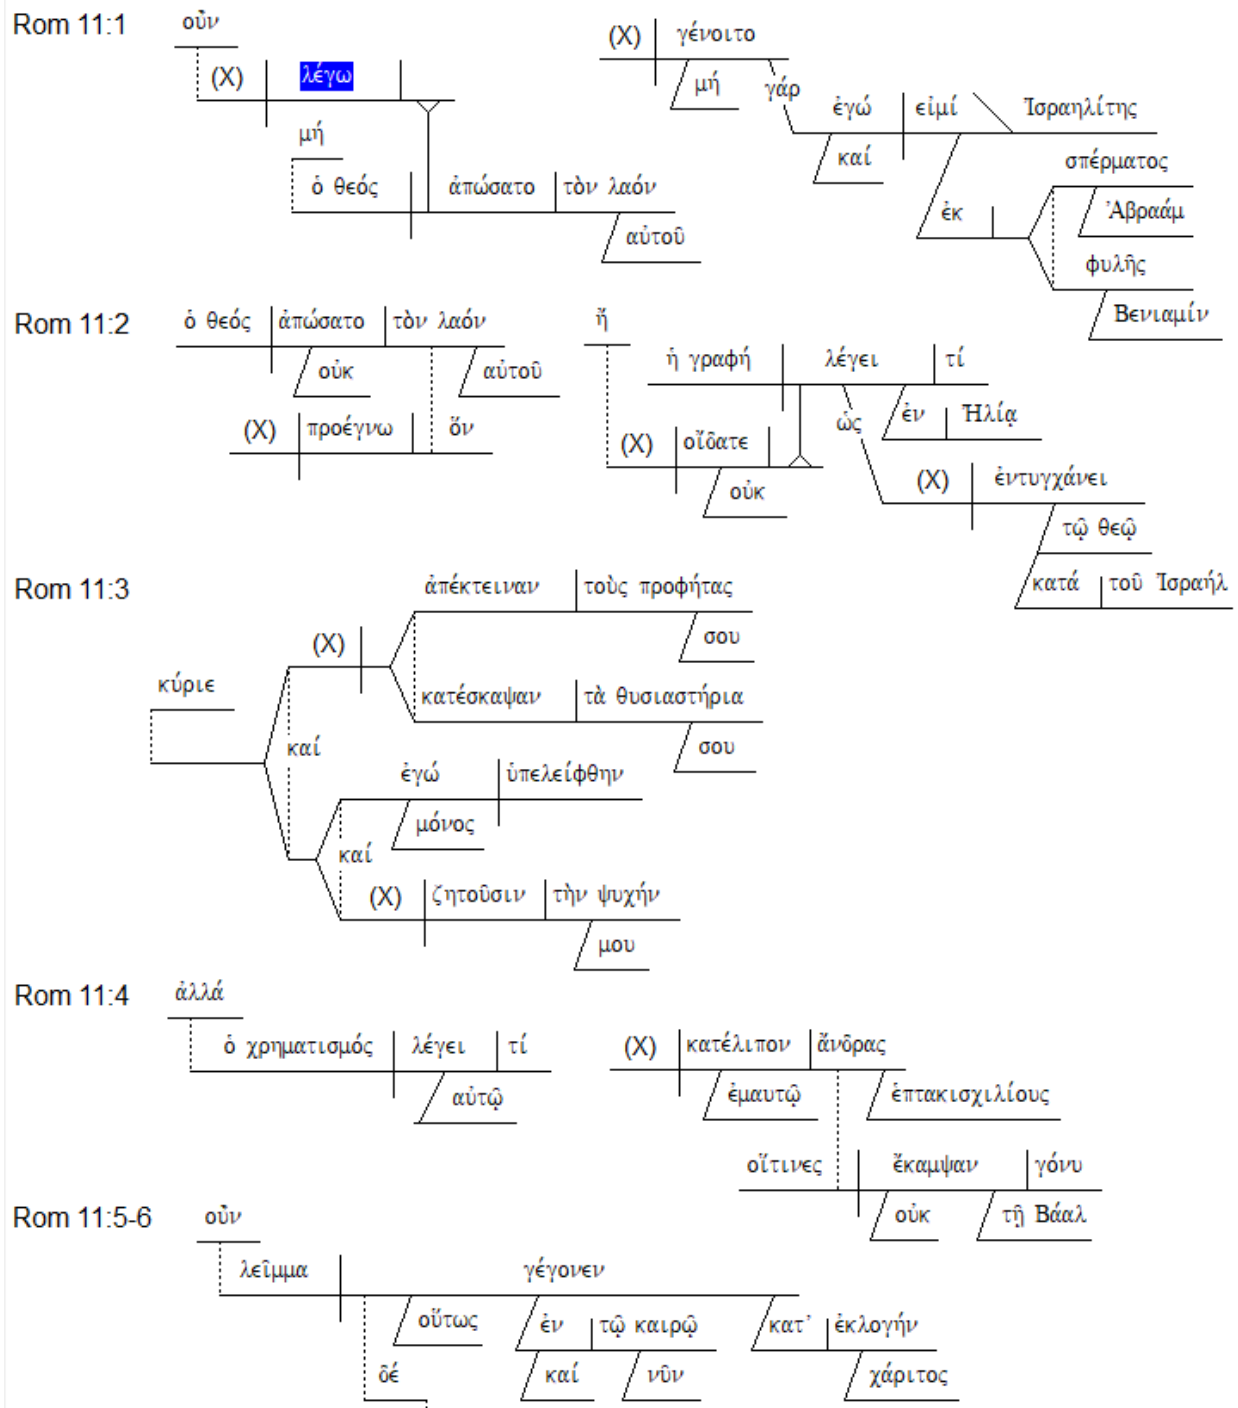 Rom 11:1
οὖν
(X) λέγω
μή
ὁ θεός ἀπώσατο τὸν λαόν
αὐτοῦ
(X) γένοιτο
μή
γάρ
ἐγώ εἰμί Ἰσραηλίτης
καί
ἐκ
σπέρματος
Ἀβραάμ
φυλῆς
Βενιαμίν
Rom 11:2
ὁ θεός ἀπώσατο τὸν λαόν
οὐκ αὐτοῦ
(X) προέγνω ὅν
ἤ
ἡ γραφή λέγει τί
ὡς ἐν Ἠλίᾳ
(X) οἴδατε
οὐκ
(X) ἐντυγχάνει
τῷ θεῷ
κατά τοῦ Ἰσραήλ
Rom 11:3
ἀπέκτειναν τοὺς προφήτας
σου
(X)
κύριε
κατέσκαψαν τὰ θυσιαστήρια
σου
καί
ἐγώ ὑπελείφθην
μόνος
καί
(X) ζητοῦσιν τὴν ψυχήν
μου
Rom 11:4
ἀλλά
ὁ χρηματισμός λέγει τί
αὐτῷ
(X) κατέλιπον ἄνδρας
ἐμαυτῷ ἑπτακισχιλίους
οἵτινες ἔκαμψαν γόνυ
οὐκ τῇ Βάαλ
Rom 11:5-6
οὖν
λεῖμμα γέγονεν
οὕτως ἐν τῷ καιρῷ κατ’ ἐκλογήν
δέ καί νῦν χάριτος